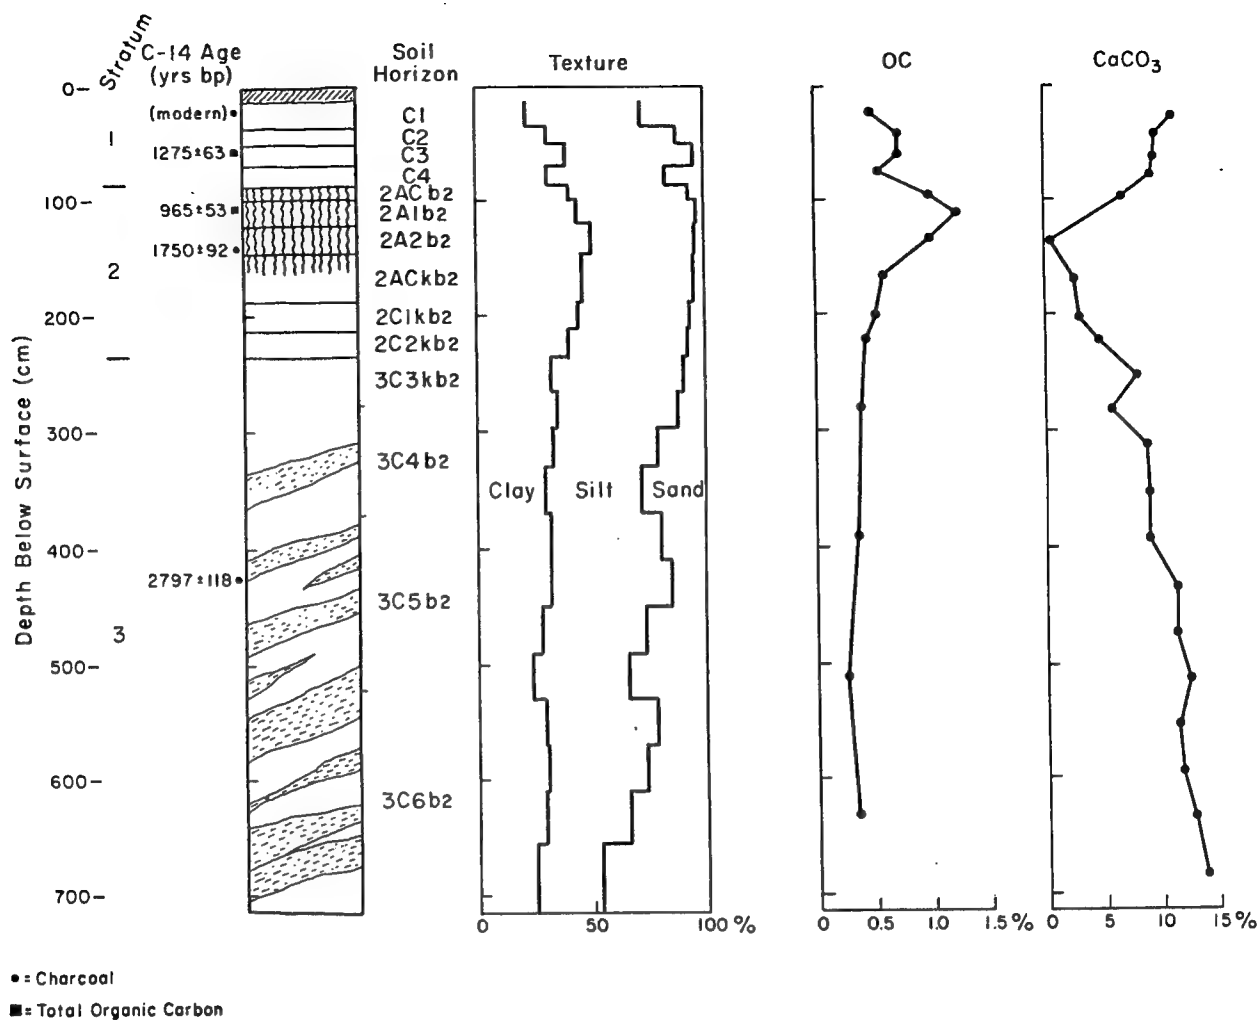 Stratum
C-14 Age
(yrs bp)
Soil
Horizon
Texture
OC
CaCO3
0-
(modern)
C1
1
C2
1275±63
C3
C4
100-
2ACb2
965±53
2A1b2
1750±92
2A2b2
2
2ACkb2
200-
2C1kb2
2C2kb2
3C3kb2
Depth Below Surface (cm)
300-
3C4b2
Clay
Silt
Sand
400-
2797±118
3C5b2
3
500-
600-
3C6b2
700-
0
50
100 %
0
0.5
1.0
1.5 %
0
5
10
15 %
● = Charcoal
■ = Total Organic Carbon